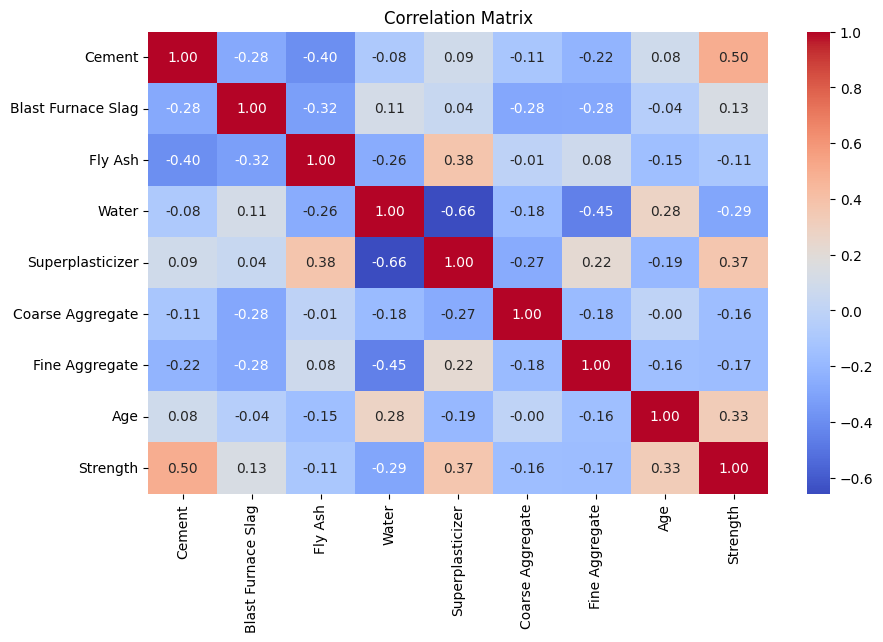 Correlation Matrix
Cement 1.00 -0.28 -0.40 -0.08 0.09 -0.11 -0.22 0.08 0.50
Blast Furnace Slag -0.28 1.00 -0.32 0.11 0.04 -0.28 -0.28 -0.04 0.13
Fly Ash -0.40 -0.32 1.00 -0.26 0.38 -0.01 0.08 -0.15 -0.11
Water -0.08 0.11 -0.26 1.00 -0.66 -0.18 -0.45 0.28 -0.29
Superplasticizer 0.09 0.04 0.38 -0.66 1.00 -0.27 0.22 -0.19 0.37
Coarse Aggregate -0.11 -0.28 -0.01 -0.18 -0.27 1.00 -0.18 -0.00 -0.16
Fine Aggregate -0.22 -0.28 0.08 -0.45 0.22 -0.18 1.00 -0.16 -0.17
Age 0.08 -0.04 -0.15 0.28 -0.19 -0.00 -0.16 1.00 0.33
Strength 0.50 0.13 -0.11 -0.29 0.37 -0.16 -0.17 0.33 1.00
Cement
Blast Furnace Slag
Fly Ash
Water
Superplasticizer
Coarse Aggregate
Fine Aggregate
Age
Strength
1.0
0.8
0.6
0.4
0.2
0.0
−0.2
−0.4
−0.6